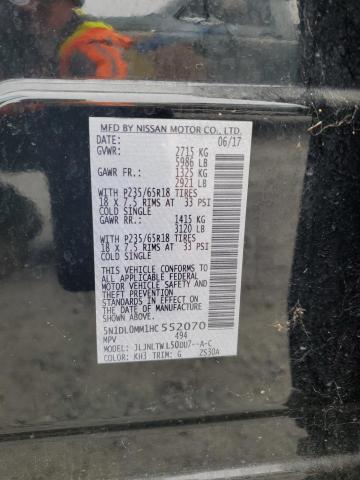 MFD BY NISSAN MOTOR CO., LTD.
DATE: 06/17
GVWR: 2715 KG
5986 LB
GAWR FR.: 1325 KG
2921 LB
WITH P235/65R18 TIRES
18 X 7.5 RIMS AT 33 PSI
COLD SINGLE
GAWR RR.: 1415 KG
3120 LB
WITH P235/65R18 TIRES
18 X 7.5 RIMS AT 33 PSI
COLD SINGLE
THIS VEHICLE CONFORMS TO
ALL APPLICABLE FEDERAL
MOTOR VEHICLE SAFETY
AND THEFT PREVENTION
STANDARDS IN EFFECT ON
THE DATE OF MANUFACTURE
SHOWN ABOVE.
5N1DL0MM1HC552070
MPV 494
MODEL:
COLOR: KH3 TRIM: G ZS30A